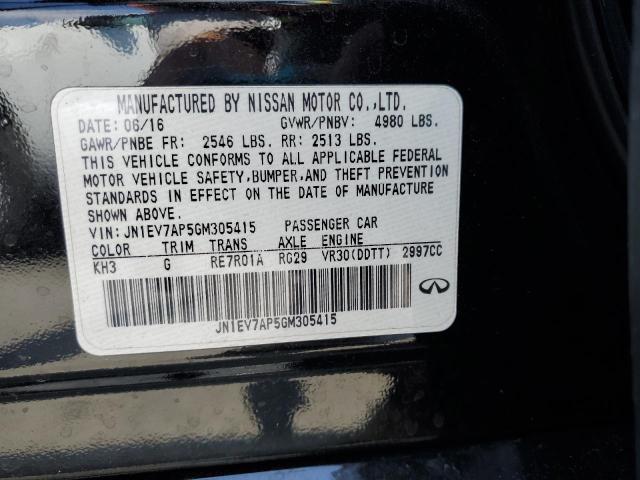 MANUFACTURED BY NISSAN MOTOR CO.,LTD.
DATE: 06/16 GVWR/PNBV: 4980 LBS.
GAWR/PNBE FR: 2546 LBS. RR: 2513 LBS.
THIS VEHICLE CONFORMS TO ALL APPLICABLE FEDERAL
MOTOR VEHICLE SAFETY,BUMPER,AND THEFT PREVENTION
STANDARDS IN EFFECT ON THE DATE OF MANUFACTURE
SHOWN ABOVE.
VIN: JN1EV7AP5GM305415 PASSENGER CAR
COLOR TRIM TRANS AXLE ENGINE
KH3 G RE7R01A RG29 VR30(DDTT) 2997CC
JN1EV7AP5GM305415